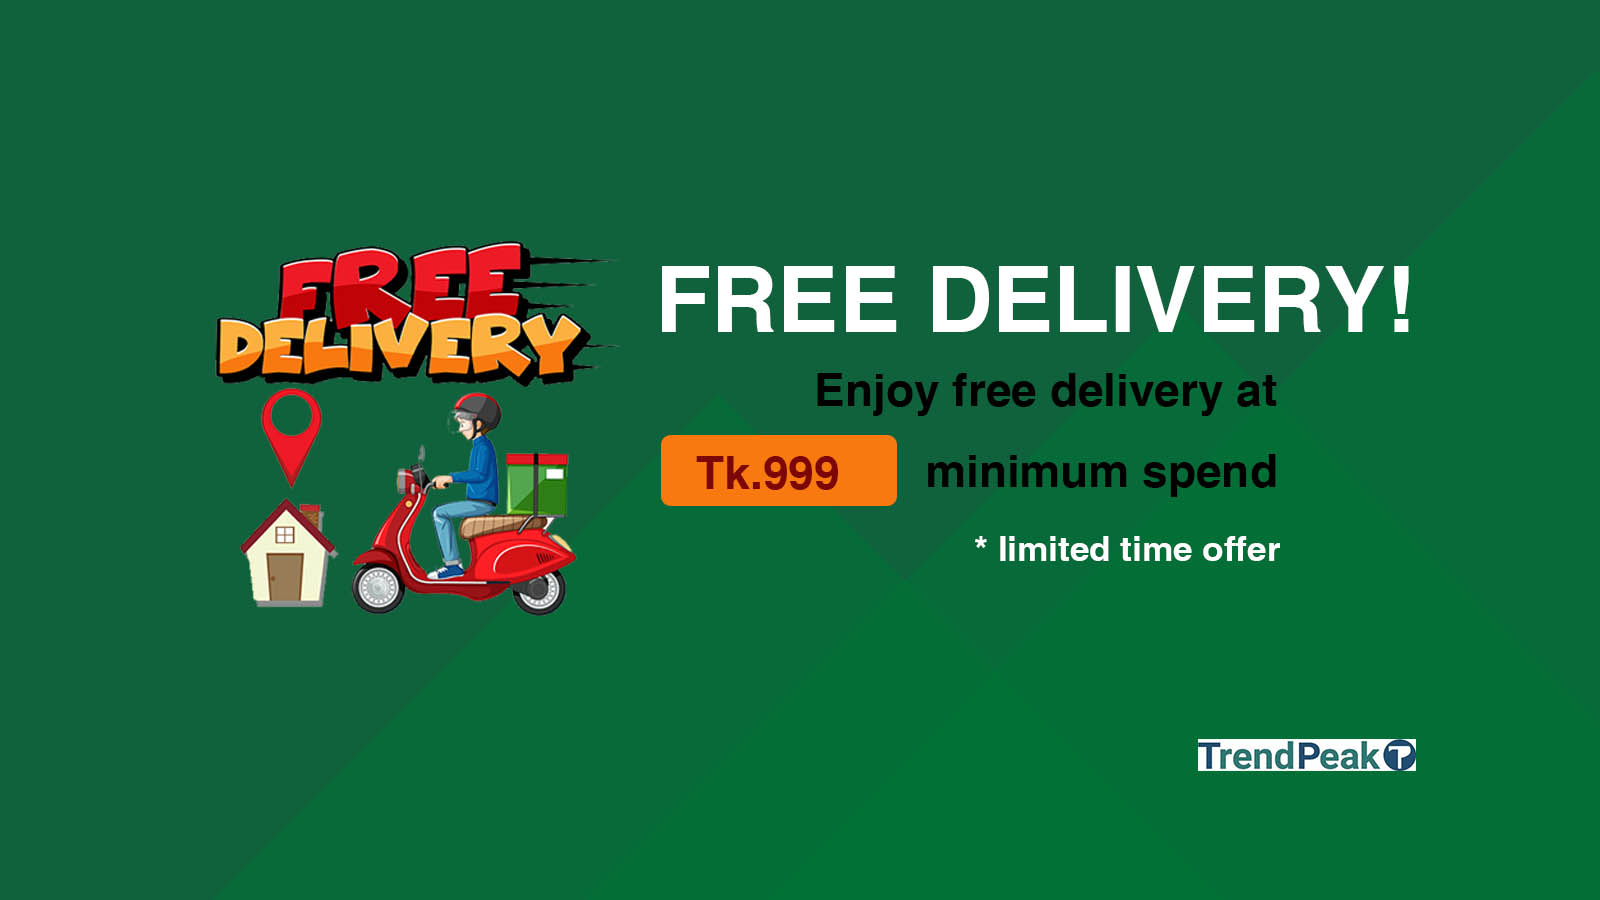 FREE
DELIVERY
FREE DELIVERY!
Enjoy free delivery at
Tk.999 minimum spend
* limited time offer
TrendPeak